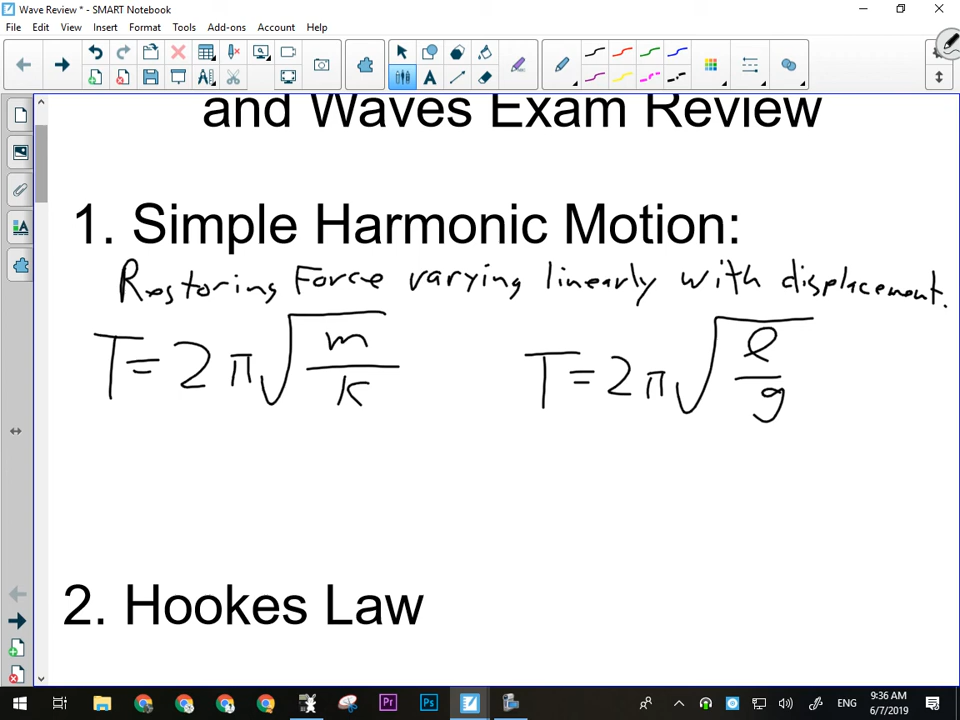 Wave Review * - SMART Notebook
File Edit View Insert Format Tools Add-ons Account Help
and Waves Exam Review
1. Simple Harmonic Motion:
Restoring Force varying linearly with displacement.
T = 2π√(m/k) T = 2π√(l/g)
2. Hookes Law
Pr Ps ENG 9:36 AM
6/7/2019